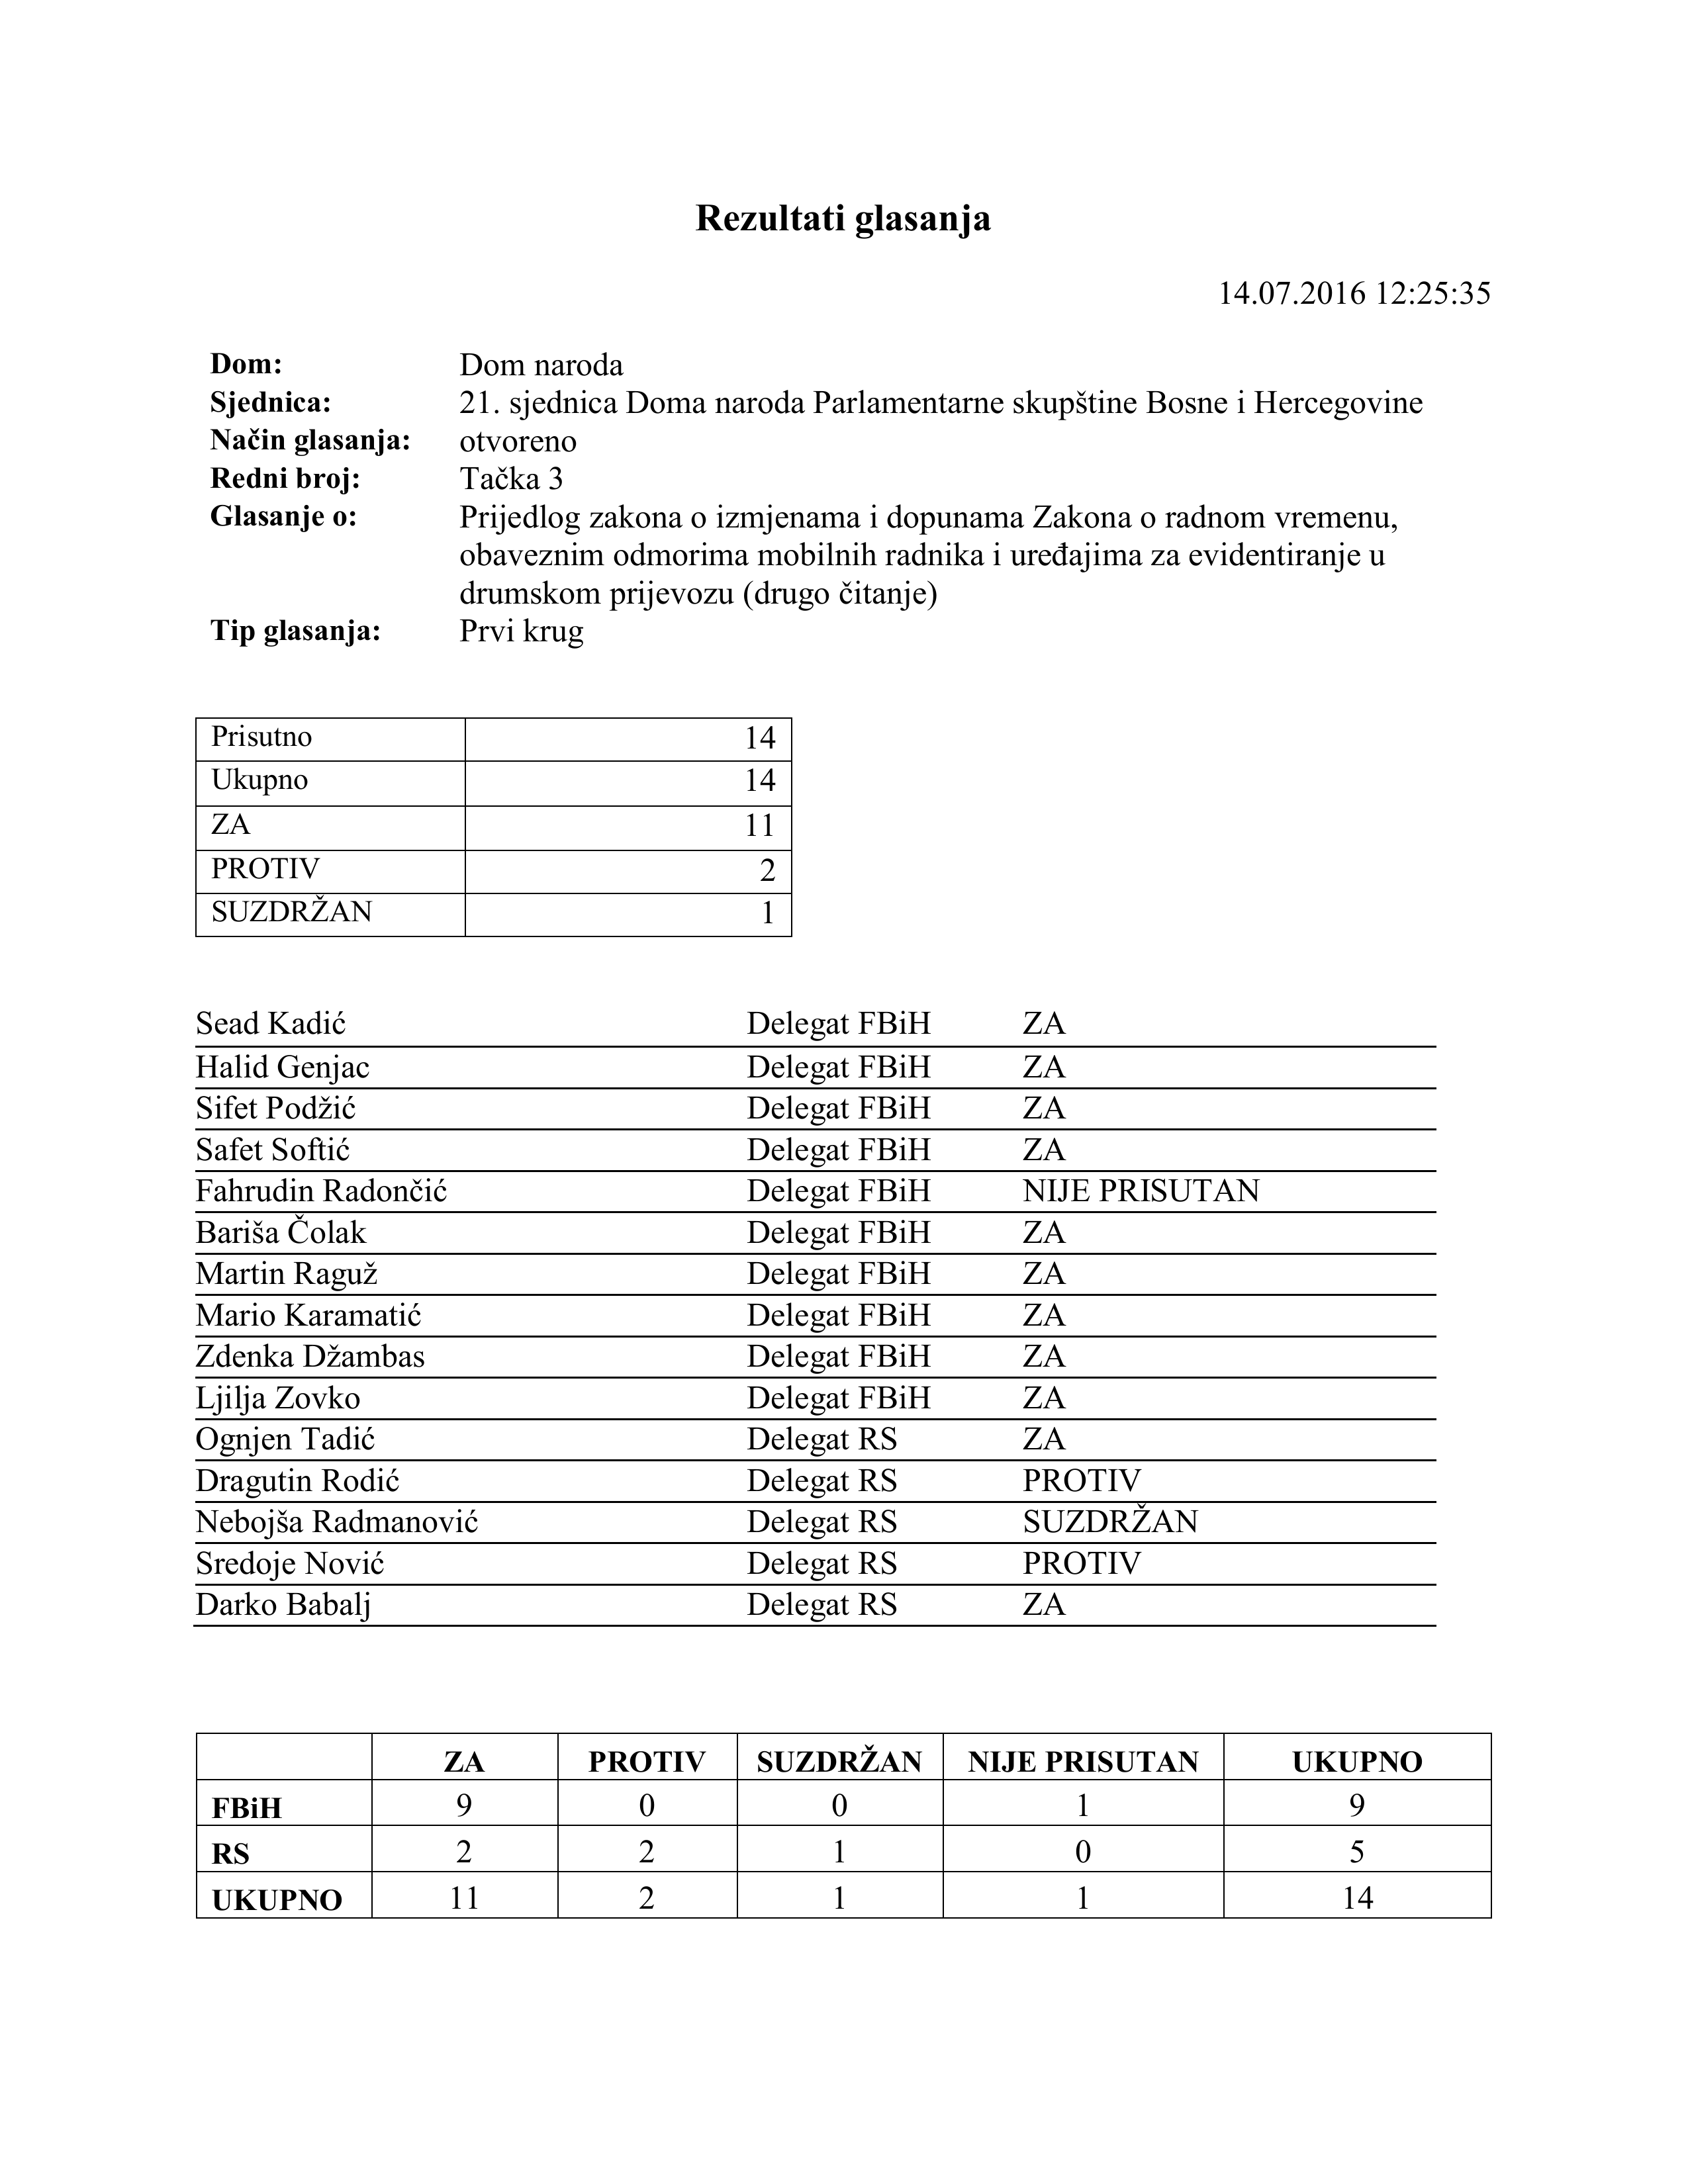 Rezultati glasanja
14.07.2016 12:25:35
Dom: Dom naroda
Sjednica: 21. sjednica Doma naroda Parlamentarne skupštine Bosne i Hercegovine
Način glasanja: otvoreno
Redni broj: Tačka 3
Glasanje o: Prijedlog zakona o izmjenama i dopunama Zakona o radnom vremenu,
obaveznim odmorima mobilnih radnika i uređajima za evidentiranje u
drumskom prijevozu (drugo čitanje)
Tip glasanja: Prvi krug
Prisutno 14
Ukupno 14
ZA 11
PROTIV 2
SUZDRŽAN 1
Sead Kadić Delegat FBiH ZA
Halid Genjac Delegat FBiH ZA
Sifet Podžić Delegat FBiH ZA
Safet Softić Delegat FBiH ZA
Fahrudin Radončić Delegat FBiH NIJE PRISUTAN
Bariša Čolak Delegat FBiH ZA
Martin Raguž Delegat FBiH ZA
Mario Karamatić Delegat FBiH ZA
Zdenka Džambas Delegat FBiH ZA
Ljilja Zovko Delegat FBiH ZA
Ognjen Tadić Delegat RS ZA
Dragutin Rodić Delegat RS PROTIV
Nebojša Radmanović Delegat RS SUZDRŽAN
Sredoje Nović Delegat RS PROTIV
Darko Babalj Delegat RS ZA
ZA PROTIV SUZDRŽAN NIJE PRISUTAN UKUPNO
FBiH 9 0 0 1 9
RS 2 2 1 0 5
UKUPNO 11 2 1 1 14